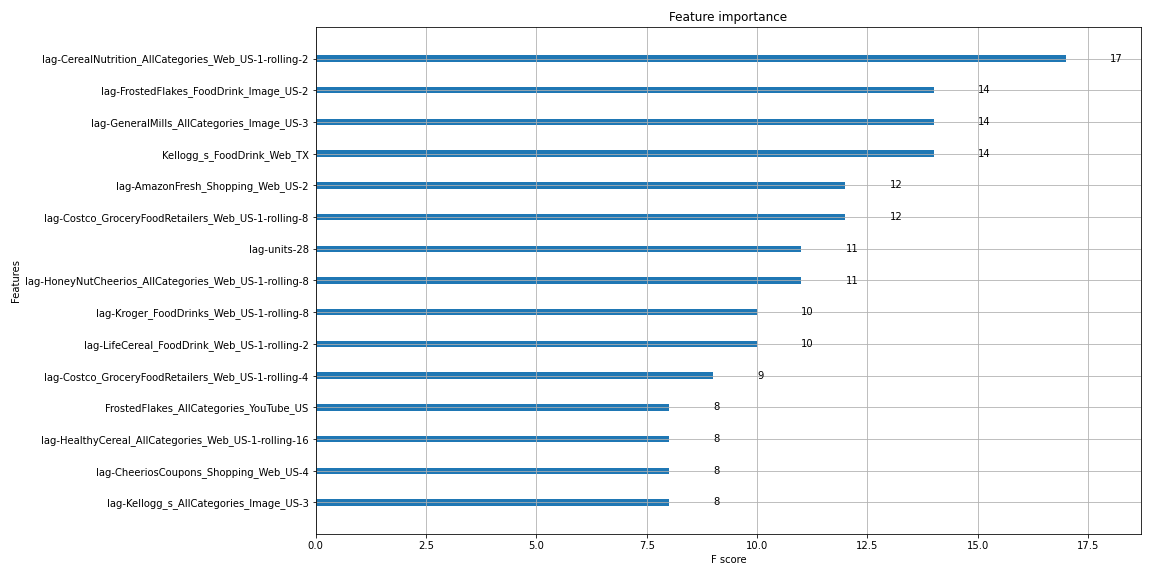 Feature importance
lag-CerealNutrition_AllCategories_Web_US-1-rolling-2 17
lag-FrostedFlakes_FoodDrink_Image_US-2 14
lag-GeneralMills_AllCategories_Image_US-3 14
Kellogg_s_FoodDrink_Web_TX 14
lag-AmazonFresh_Shopping_Web_US-2 12
lag-Costco_GroceryFoodRetailers_Web_US-1-rolling-8 12
lag-units-28 11
lag-HoneyNutCheerios_AllCategories_Web_US-1-rolling-8 11
lag-Kroger_FoodDrinks_Web_US-1-rolling-8 10
lag-LifeCereal_FoodDrink_Web_US-1-rolling-2 10
lag-Costco_GroceryFoodRetailers_Web_US-1-rolling-4 9
FrostedFlakes_AllCategories_YouTube_US 8
lag-HealthyCereal_AllCategories_Web_US-1-rolling-16 8
lag-CheeriosCoupons_Shopping_Web_US-4 8
lag-Kellogg_s_AllCategories_Image_US-3 8
Features
0.0 2.5 5.0 7.5 10.0 12.5 15.0 17.5
F score